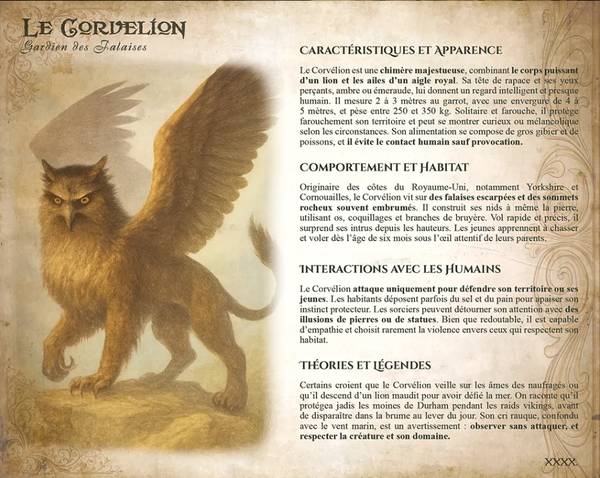 Le Corvelion
Gardien des Falaises
Caractéristiques et Apparence
Le Corvélion est une chimère majestueuse, combinant le corps puissant
d'un lion et les ailes d'un aigle royal. Sa tête de rapace et ses yeux
perçants, ambre ou émeraude, lui donnent un regard intelligent et presque
humain. Il mesure 2 à 3 mètres au garrot, avec une envergure de 4 à
5 mètres, et pèse entre 250 et 350 kg. Solitaire et farouche, il protège
farouchement son territoire et peut se montrer curieux ou mélancolique
selon les circonstances. Son alimentation se compose de gros gibier et de
poissons, et il évite le contact humain sauf provocation.
Comportement et Habitat
Originaire des côtes du Royaume-Uni, notamment Yorkshire et
Cornouailles, le Corvélion vit sur des falaises escarpées et des sommets
rocheux souvent embrumés. Il construit ses nids à même la pierre,
utilisant os, coquillages et branches de bruyère. Vol rapide et précis, il
surprend ses intrus depuis les hauteurs. Les jeunes apprennent à chasser
et voler dès l'âge de six mois sous l'œil attentif de leurs parents.
Interactions avec les Humains
Le Corvélion attaque uniquement pour défendre son territoire ou ses
jeunes. Les habitants déposent parfois du sel et du pain pour apaiser son
instinct protecteur. Les sorciers peuvent détourner son attention avec des
illusions de pierres ou de statues. Bien que redoutable, il est capable
d'empathie et choisit rarement la violence envers ceux qui respectent son
habitat.
Théories et Légendes
Certains croient que le Corvélion veille sur les âmes des naufragés ou
qu'il descend d'un lion maudit pour avoir défié la mer. On raconte qu'il
protégea jadis les moines de Durham pendant les raids vikings, avant
de disparaître dans la brume au lever du jour. Son cri rauque, confondu
avec le vent marin, est un avertissement : observer sans attaquer, et
respecter la créature et son domaine.
XXXX.